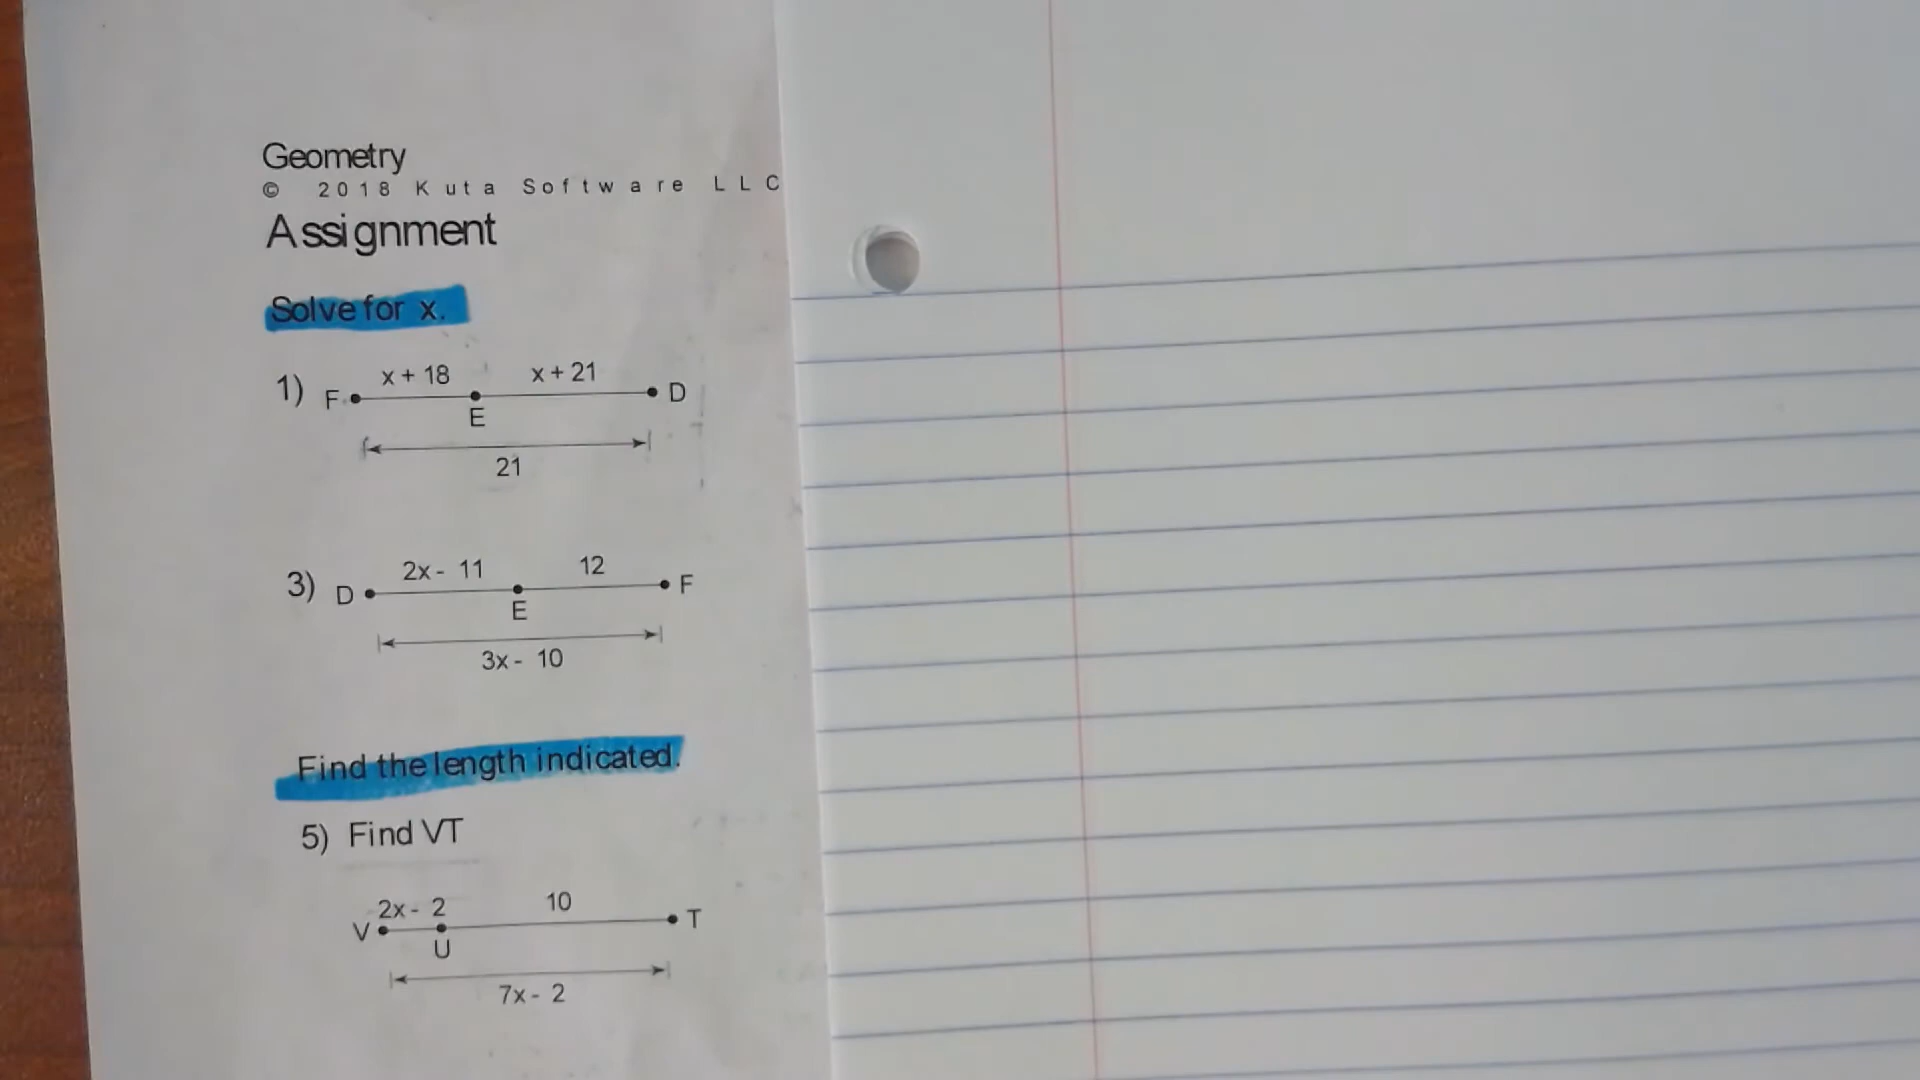 Geometry
© 2018 Kuta Software LLC
Assignment
Solve for x.
1) F x + 18 E x + 21 D
21
3) D 2x - 11 E 12 F
3x - 10
Find the length indicated.
5) Find VT
V 2x - 2 U 10 T
7x - 2